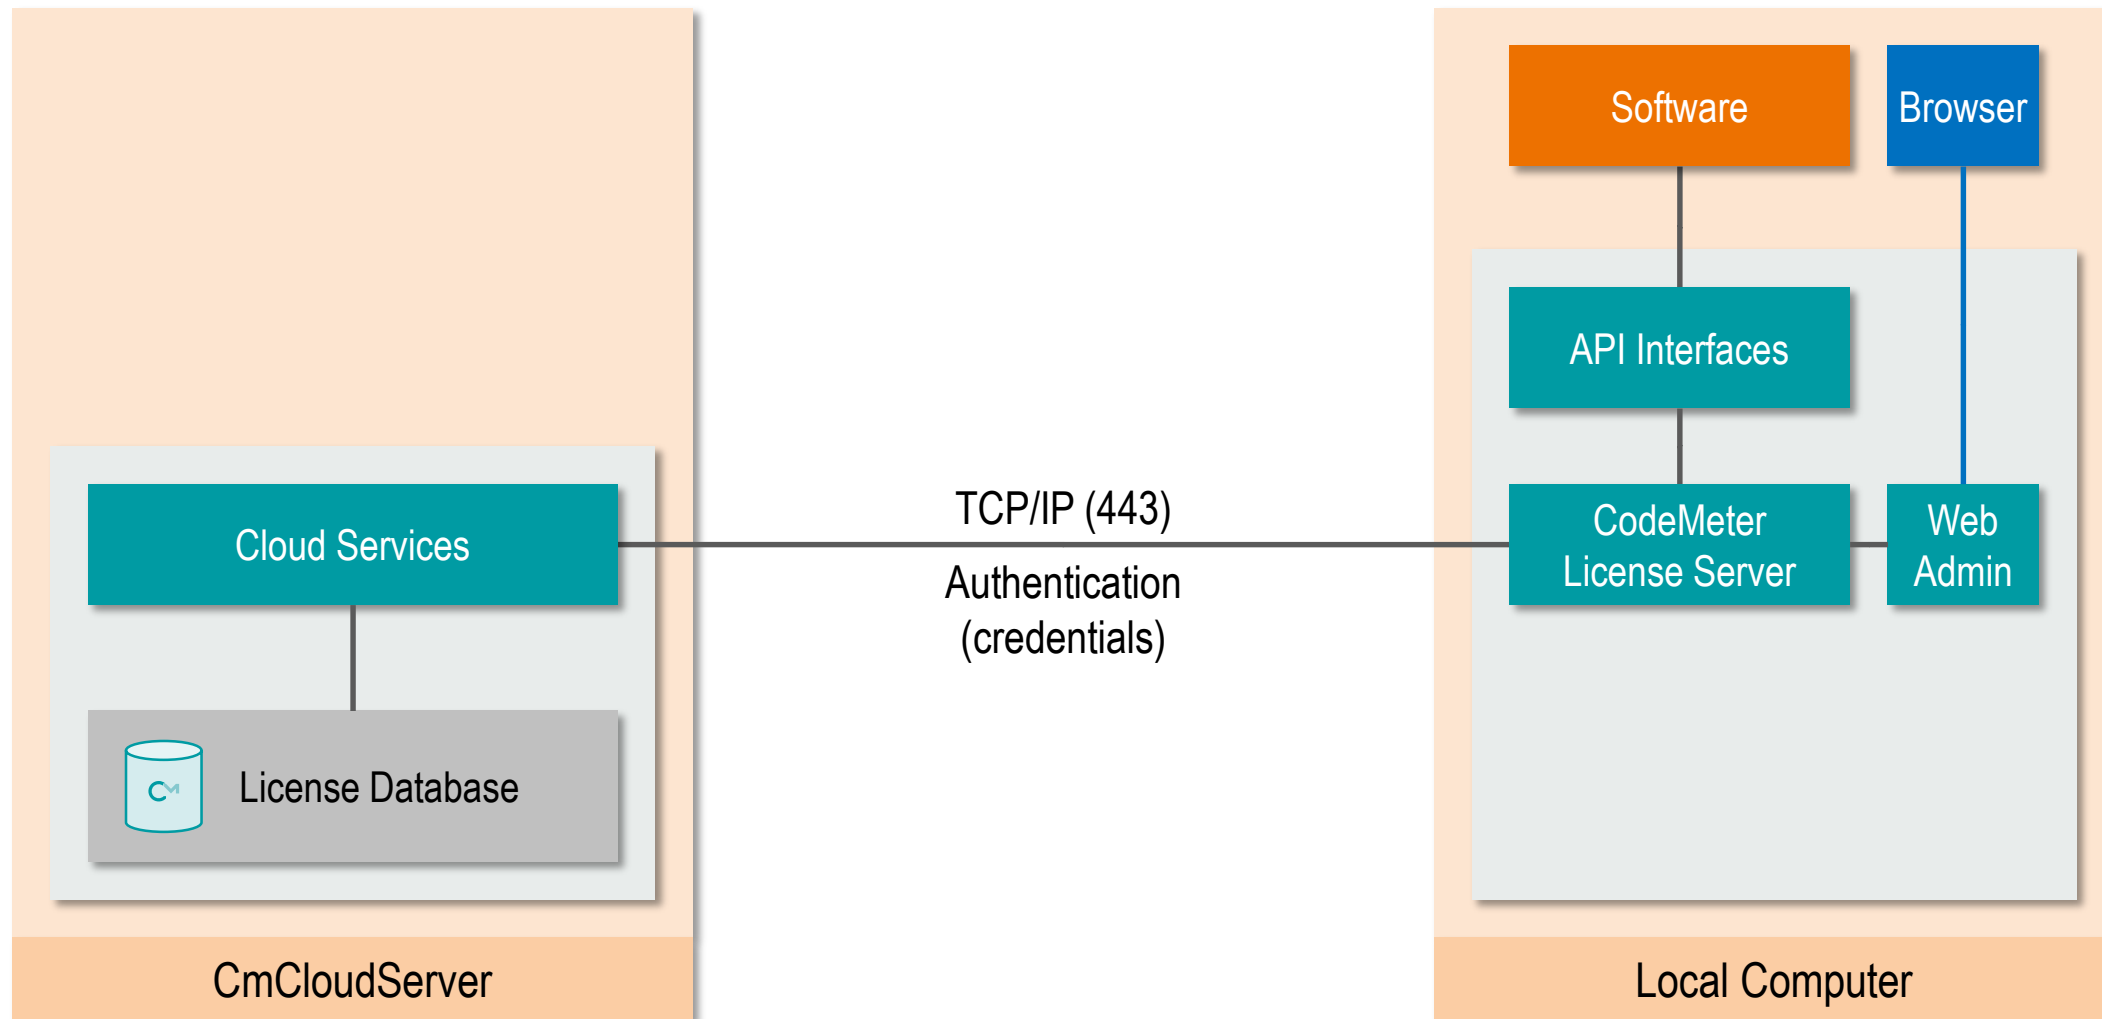 Software
Browser
API Interfaces
Cloud Services
TCP/IP (443)
Authentication
(credentials)
CodeMeter
License Server
Web
Admin
CM
License Database
CmCloudServer
Local Computer